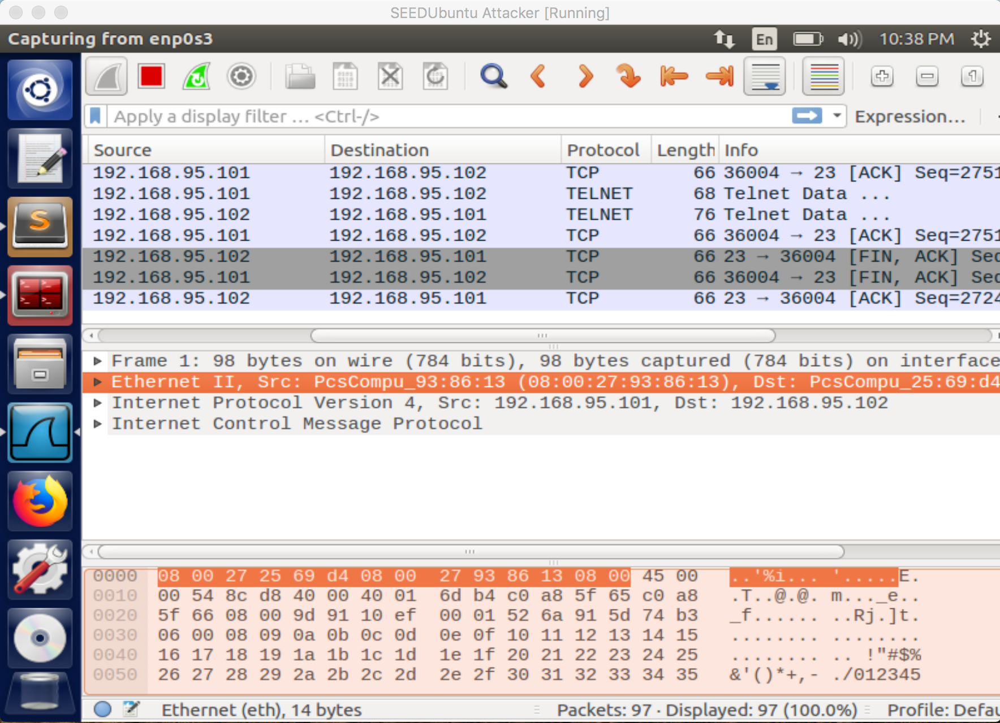 SEEDUbuntu Attacker [Running]
Capturing from enp0s3 En 10:38 PM
Apply a display filter ... <Ctrl-/> Expression...
Source Destination Protocol Length Info
192.168.95.101 192.168.95.102 TCP 66 36004 → 23 [ACK] Seq=2751
192.168.95.101 192.168.95.102 TELNET 68 Telnet Data ...
192.168.95.102 192.168.95.101 TELNET 76 Telnet Data ...
192.168.95.101 192.168.95.102 TCP 66 36004 → 23 [ACK] Seq=2751
192.168.95.102 192.168.95.101 TCP 66 23 → 36004 [FIN, ACK] Sec
192.168.95.101 192.168.95.102 TCP 66 36004 → 23 [FIN, ACK] Sec
192.168.95.102 192.168.95.101 TCP 66 23 → 36004 [ACK] Seq=2724
Frame 1: 98 bytes on wire (784 bits), 98 bytes captured (784 bits) on interface
Ethernet II, Src: PcsCompu_93:86:13 (08:00:27:93:86:13), Dst: PcsCompu_25:69:d4
Internet Protocol Version 4, Src: 192.168.95.101, Dst: 192.168.95.102
Internet Control Message Protocol
0000 08 00 27 25 69 d4 08 00 27 93 86 13 08 00 45 00 ..'%i... '.....E.
0010 00 54 8c d8 40 00 40 01 6d b4 c0 a8 5f 65 c0 a8 .T..@.@. m..._e..
0020 5f 66 08 00 9d 91 10 ef 00 01 52 6a 91 5d 74 b3 _f...... ..Rj.]t.
0030 06 00 08 09 0a 0b 0c 0d 0e 0f 10 11 12 13 14 15 ........ ........
0040 16 17 18 19 1a 1b 1c 1d 1e 1f 20 21 22 23 24 25 ........ .. !"#$%
0050 26 27 28 29 2a 2b 2c 2d 2e 2f 30 31 32 33 34 35 &'()*+,- ./012345
Ethernet (eth), 14 bytes Packets: 97 · Displayed: 97 (100.0%) Profile: Defau